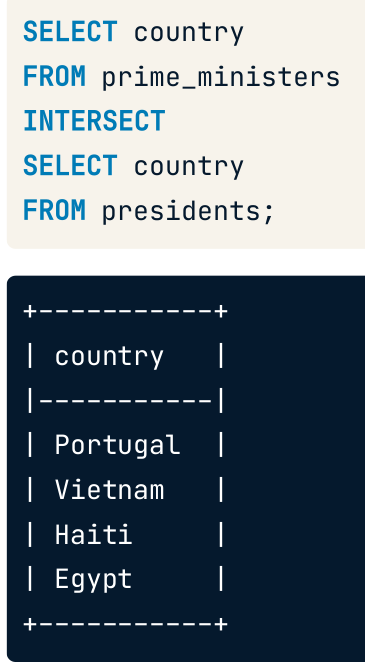 SELECT country
FROM prime_ministers
INTERSECT
SELECT country
FROM presidents;
+-----------+
| country   |
|-----------|
| Portugal  |
| Vietnam   |
| Haiti     |
| Egypt     |
+-----------+